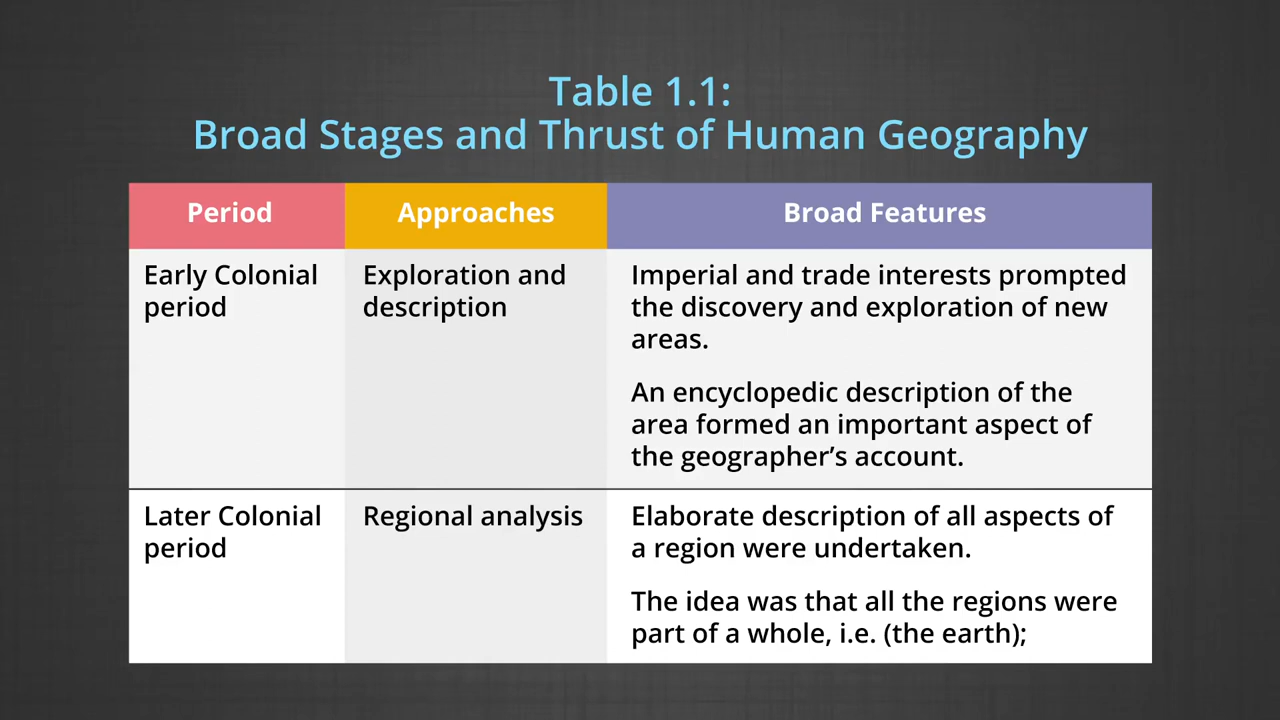 Table 1.1:
Broad Stages and Thrust of Human Geography
Period
Approaches
Broad Features
Early Colonial
period
Exploration and
description
Imperial and trade interests prompted
the discovery and exploration of new
areas.
An encyclopedic description of the
area formed an important aspect of
the geographer’s account.
Later Colonial
period
Regional analysis
Elaborate description of all aspects of
a region were undertaken.
The idea was that all the regions were
part of a whole, i.e. (the earth);